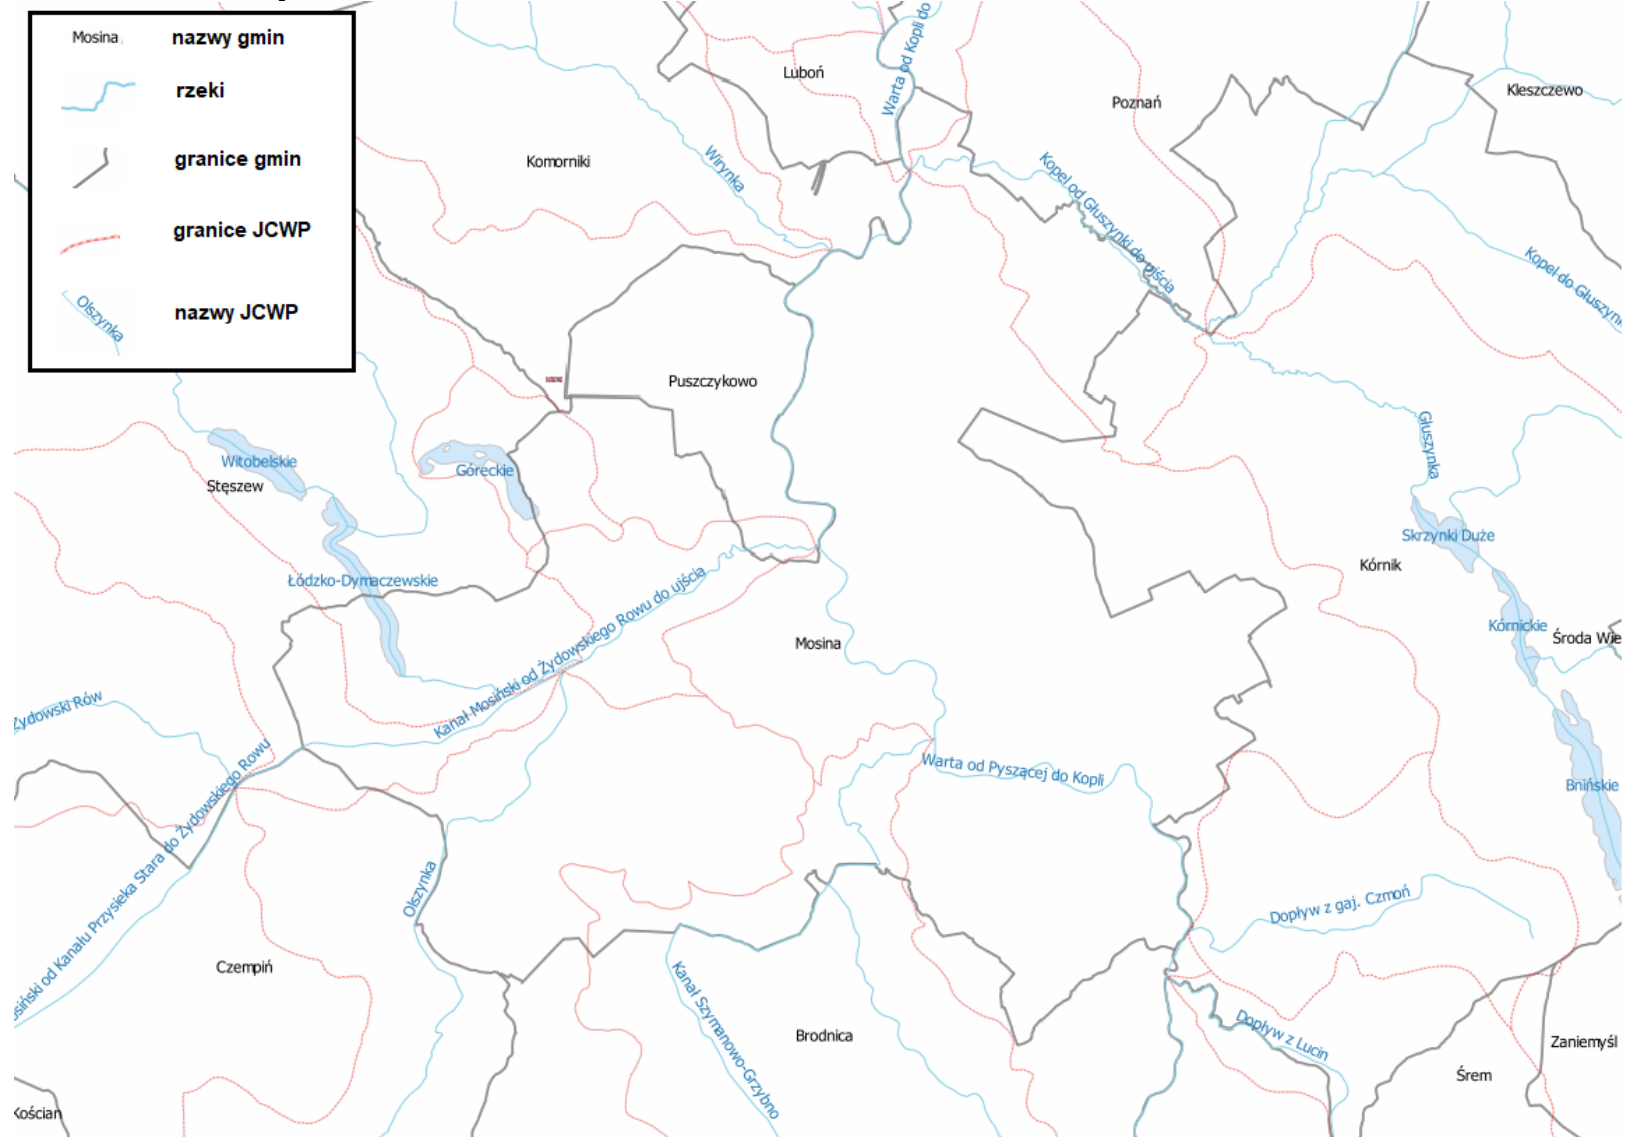 Mosina
nazwy gmin
rzeki
granice gmin
granice JCWP
Olszynka
nazwy JCWP
Warta od Kopli do
Luboń
Poznań
Kleszczewo
Komorniki
Wirynka
Kopel od Głuszynki do ujścia
Kopel do Głuszynki
Puszczykowo
Witobelskie
Stęszew
Góreckie
Głuszynka
Skrzynki Duże
Kórnik
Łódzko-Dymaczewskie
Kanał Mosiński od Żydowskiego Rowu do ujścia
Mosina
Kórnickie
Środa Wie
Żydowski Rów
Warta od Pyszącej do Kopli
Bnińskie
osiński od Kanału Przysieka Stara do Żydowskiego Rowu
Olszynka
Dopływ z gaj. Czmoń
Czempiń
Kanał Szymanowo-Grzybno
Brodnica
Dopływ z Lucin
Zaniemyśl
Śrem
Kościan